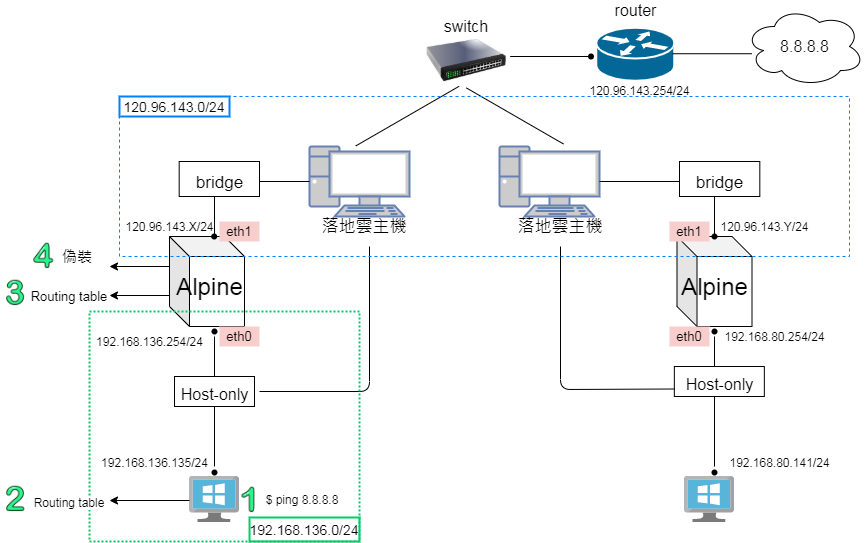 router
switch
8.8.8.8
120.96.143.254/24
120.96.143.0/24
bridge
bridge
落地雲主機
落地雲主機
120.96.143.X/24
eth1
eth1
120.96.143.Y/24
4 偽裝
Alpine
Alpine
3 Routing table
192.168.136.254/24
eth0
eth0
192.168.80.254/24
Host-only
Host-only
192.168.136.135/24
192.168.80.141/24
2 Routing table
1 $ ping 8.8.8.8
192.168.136.0/24